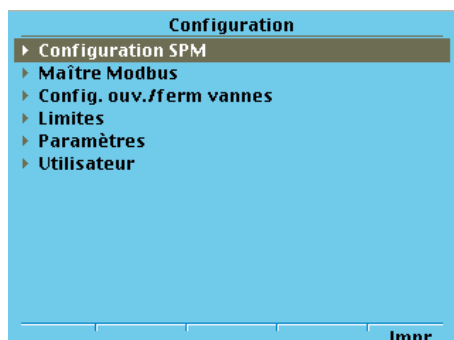 Configuration
Configuration SPM
Maître Modbus
Config. ouv./ferm vannes
Limites
Paramètres
Utilisateur
Impr